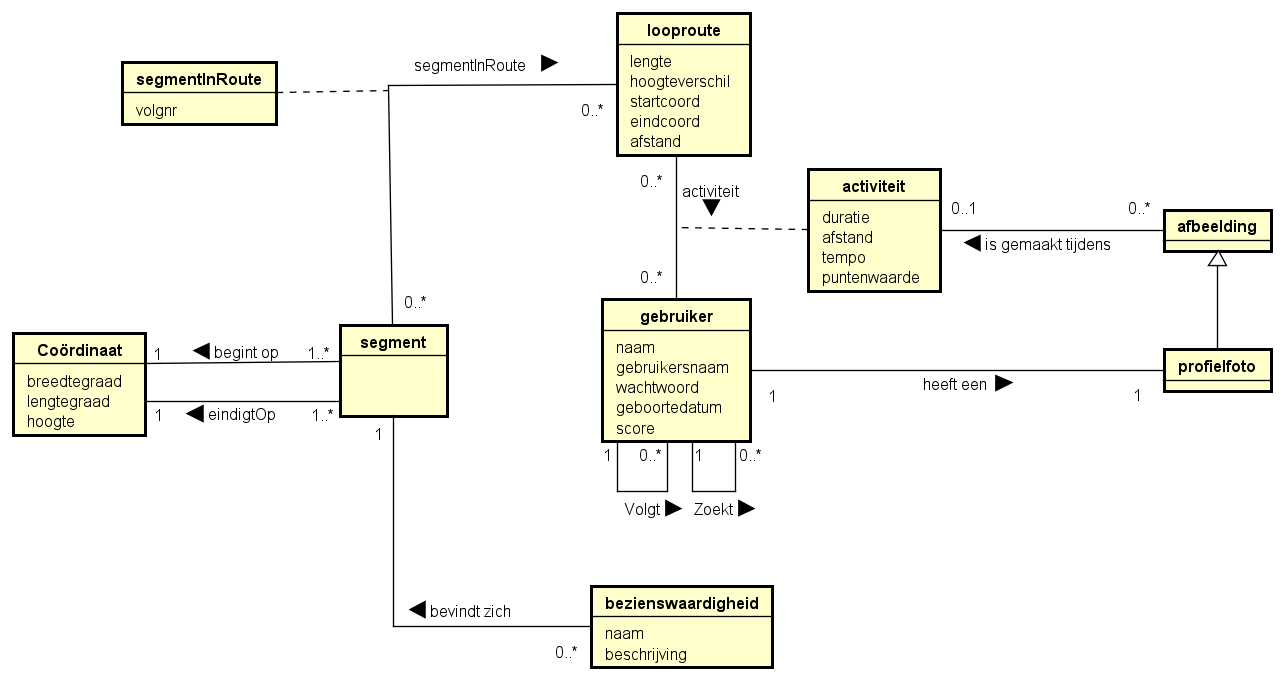 looproute
lengte
hoogteverschil
startcoord
eindcoord
afstand
segmentInRoute
volgnr
segmentInRoute
0..*
0..*
activiteit
0..*
activiteit
duratie
afstand
tempo
puntenwaarde
0..1
0..*
is gemaakt tijdens
afbeelding
0..*
gebruiker
naam
gebruikersnaam
wachtwoord
geboortedatum
score
Coördinaat
breedtegraad
lengtegraad
hoogte
1
begint op
1..*
1
eindigtOp
1..*
segment
1
profielfoto
heeft een
1
1
1
0..*
1
0..*
Volgt
Zoekt
bevindt zich
0..*
bezienswaardigheid
naam
beschrijving